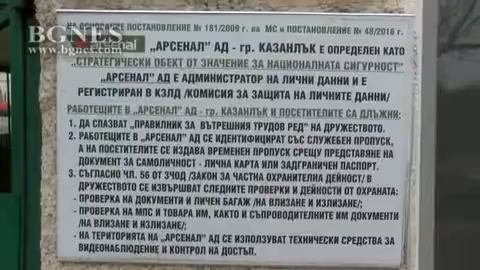 BGNES
www.bgnes.com
НА ОСНОВАНИЕ ПОСТАНОВЛЕНИЕ № 181/2009 г. на МС и ПОСТАНОВЛЕНИЕ № 48/2016 г.
Arsenal „АРСЕНАЛ" АД - гр. КАЗАНЛЪК Е ОПРЕДЕЛЕН КАТО
„СТРАТЕГИЧЕСКИ ОБЕКТ ОТ ЗНАЧЕНИЕ ЗА НАЦИОНАЛНАТА СИГУРНОСТ"
„АРСЕНАЛ" АД Е АДМИНИСТРАТОР НА ЛИЧНИ ДАННИ И Е
РЕГИСТРИРАН В КЗЛД /КОМИСИЯ ЗА ЗАЩИТА НА ЛИЧНИТЕ ДАННИ/
РАБОТЕЩИТЕ В „АРСЕНАЛ" АД - гр. КАЗАНЛЪК И ПОСЕТИТЕЛИТЕ СА ДЛЪЖНИ:
1. ДА СПАЗВАТ „ПРАВИЛНИК ЗА ВЪТРЕШНИЯ ТРУДОВ РЕД" НА ДРУЖЕСТВОТО.
2. РАБОТЕЩИТЕ В „АРСЕНАЛ" АД СЕ ИДЕНТИФИЦИРАТ СЪС СЛУЖЕБЕН ПРОПУСК,
А НА ПОСЕТИТЕЛИТЕ СЕ ИЗДАВА ВРЕМЕНЕН ПРОПУСК СРЕЩУ ПРЕДСТАВЯНЕ НА
ДОКУМЕНТ ЗА САМОЛИЧНОСТ - ЛИЧНА КАРТА ИЛИ ЗАДГРАНИЧЕН ПАСПОРТ.
3. СЪГЛАСНО ЧЛ. 56 ОТ ЗЧОД /ЗАКОН ЗА ЧАСТНА ОХРАНИТЕЛНА ДЕЙНОСТ/ В
ДРУЖЕСТВОТО СЕ ИЗВЪРШВАТ СЛЕДНИТЕ ПРОВЕРКИ И ДЕЙНОСТИ ОТ ОХРАНАТА:
- ПРОВЕРКА НА ДОКУМЕНТИ И ЛИЧЕН БАГАЖ /НА ВЛИЗАНЕ И ИЗЛИЗАНЕ/;
- ПРОВЕРКА НА МПС И ТОВАРА ИМ, КАКТО И СЪПРОВОДИТЕЛНИТЕ ИМ ДОКУМЕНТИ
/НА ВЛИЗАНЕ И ИЗЛИЗАНЕ/;
- НА ТЕРИТОРИЯТА НА „АРСЕНАЛ" АД СЕ ИЗПОЛЗВАТ ТЕХНИЧЕСКИ СРЕДСТВА ЗА
ВИДЕОНАБЛЮДЕНИЕ И КОНТРОЛ НА ДОСТЪП.